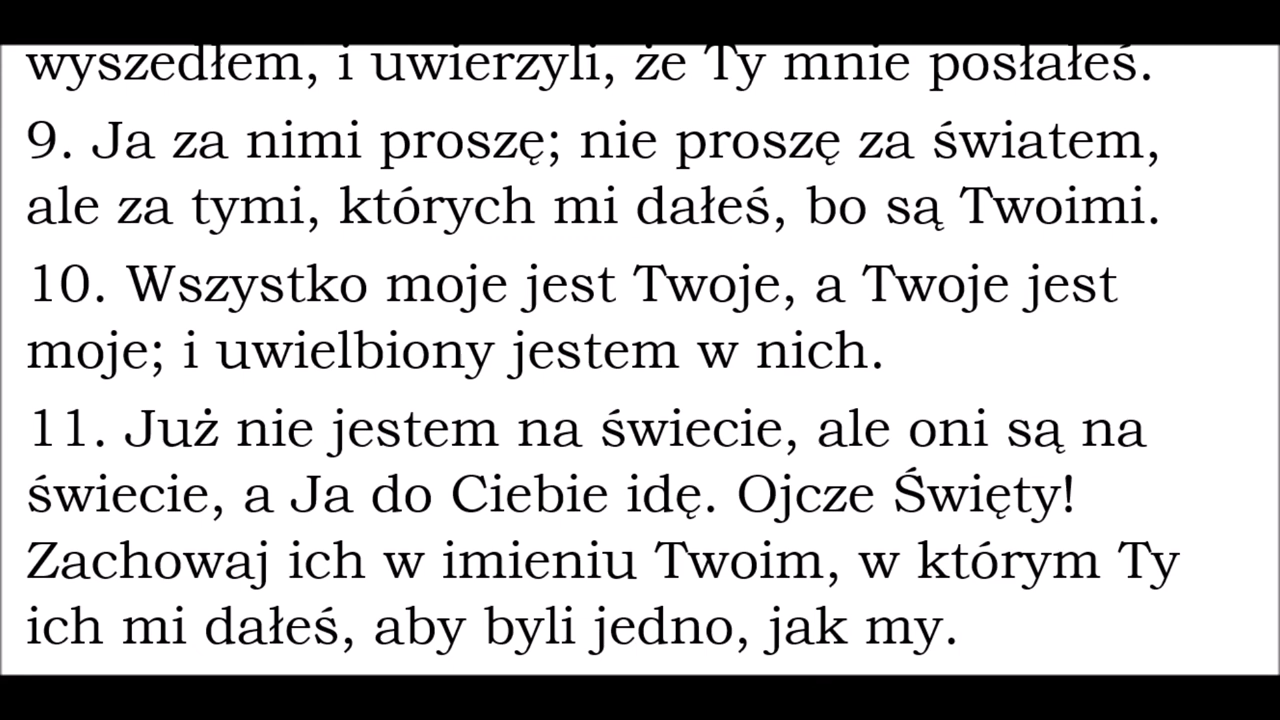 wyszedłem, i uwierzyli, że Ty mnie posłałeś.
9. Ja za nimi proszę; nie proszę za światem,
ale za tymi, których mi dałeś, bo są Twoimi.
10. Wszystko moje jest Twoje, a Twoje jest
moje; i uwielbiony jestem w nich.
11. Już nie jestem na świecie, ale oni są na
świecie, a Ja do Ciebie idę. Ojcze Święty!
Zachowaj ich w imieniu Twoim, w którym Ty
ich mi dałeś, aby byli jedno, jak my.